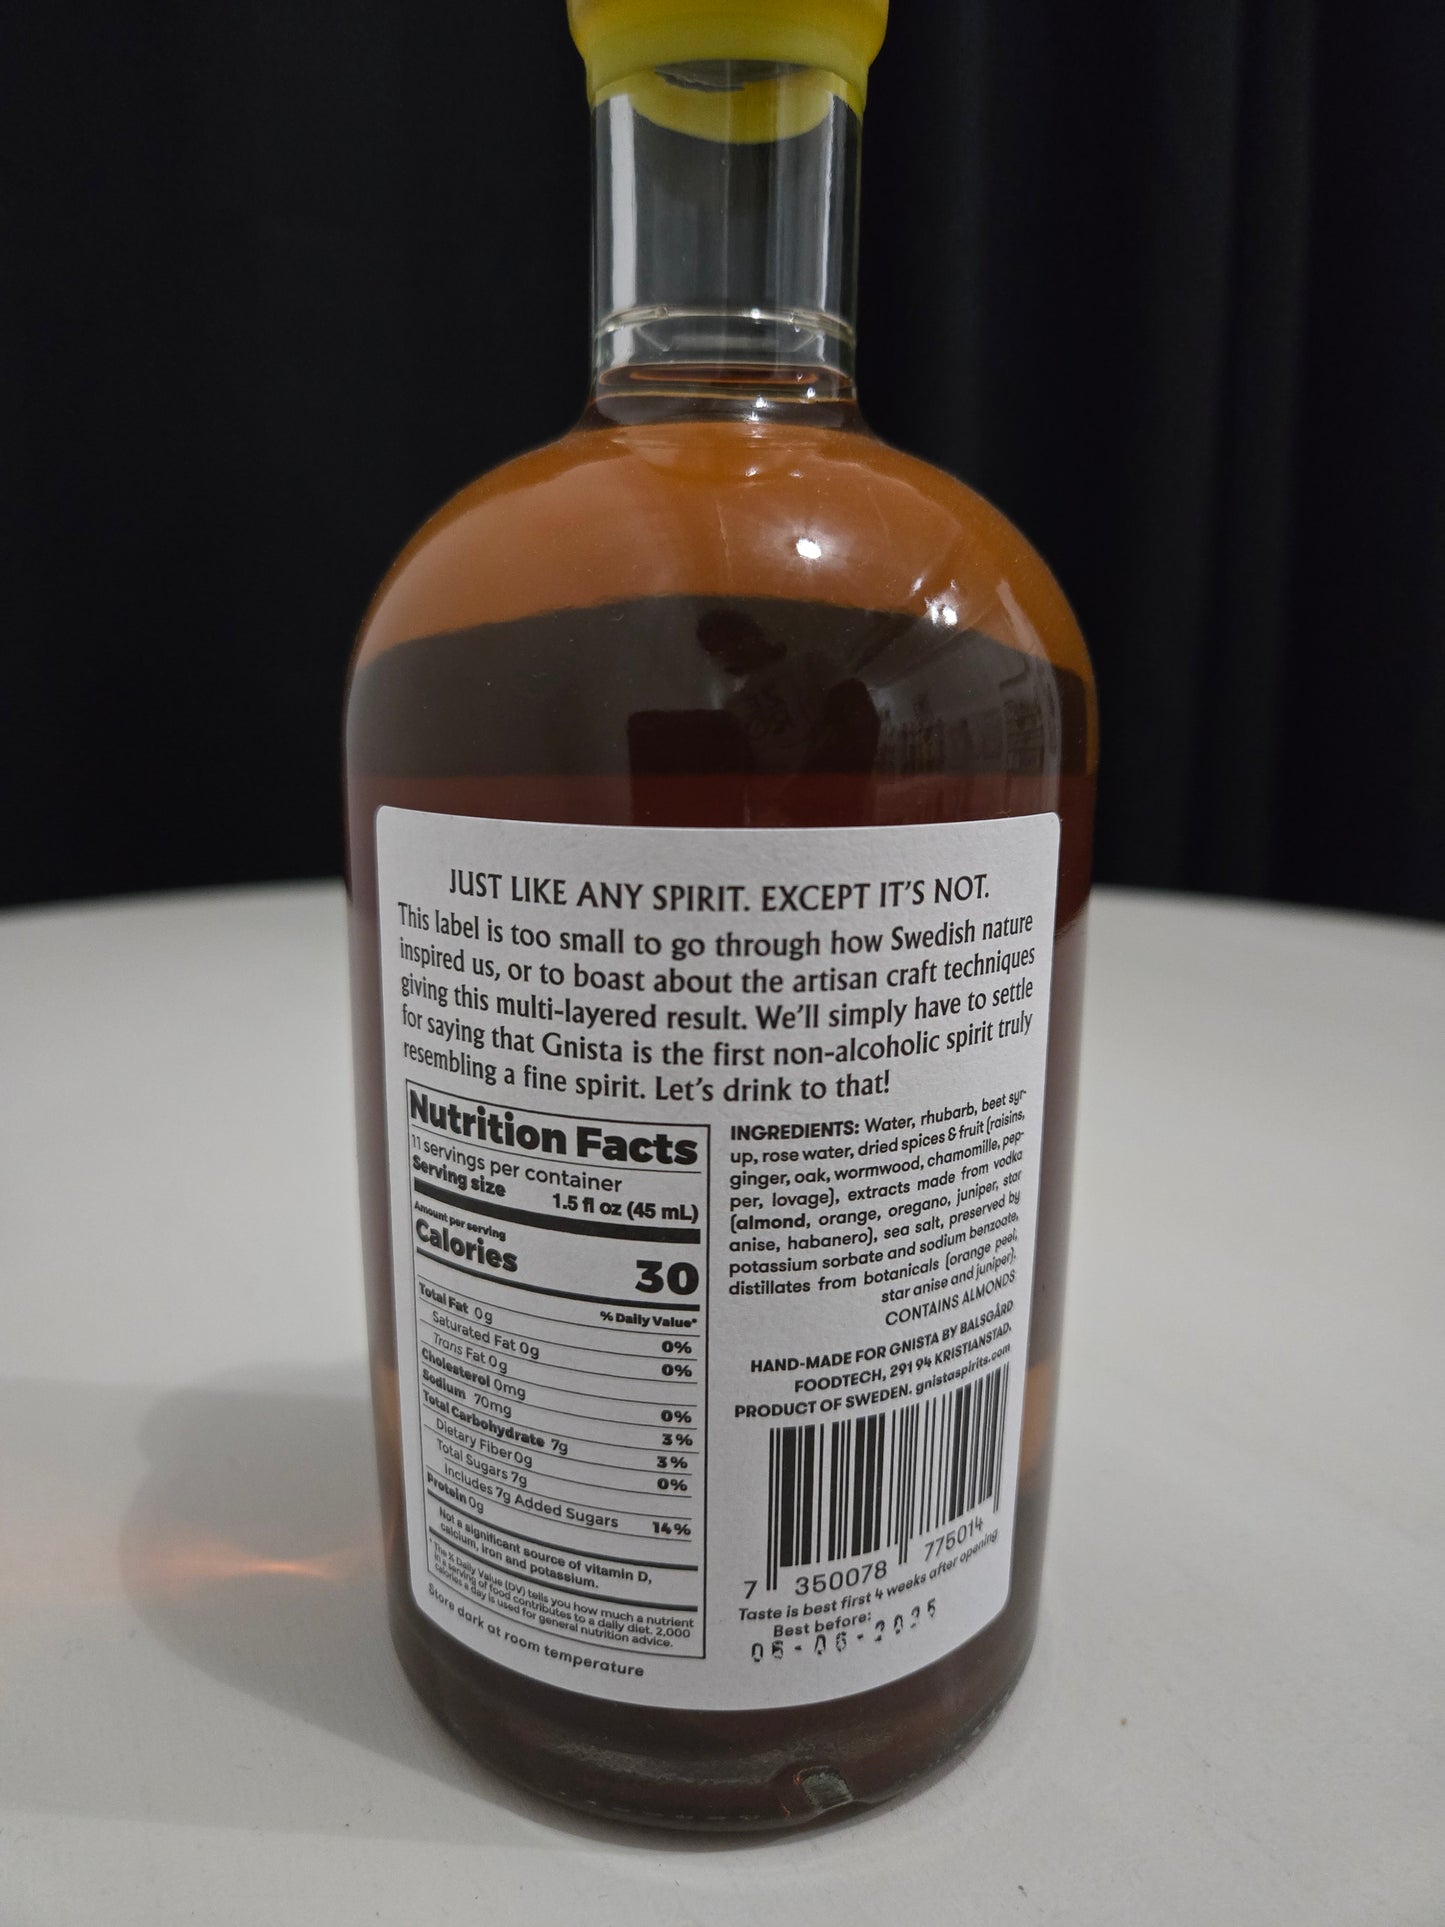 JUST LIKE ANY SPIRIT. EXCEPT IT'S NOT.
This label is too small to go through how Swedish nature
inspired us, or to boast about the artisan craft techniques
giving this multi-layered result. We'll simply have to settle
for saying that Gnista is the first non-alcoholic spirit truly
resembling a fine spirit. Let's drink to that!
Nutrition Facts
11 servings per container
Serving size 1.5 fl oz (45 mL)
Amount per serving
Calories 30
% Daily Value*
Total Fat 0g 0%
Saturated Fat 0g 0%
Trans Fat 0g
Cholesterol 0mg 0%
Sodium 70mg 3%
Total Carbohydrate 7g 3%
Dietary Fiber 0g 0%
Total Sugars 7g
Includes 7g Added Sugars 14%
Protein 0g
Not a significant source of vitamin D,
calcium, iron and potassium.
* The % Daily Value (DV) tells you how much a nutrient
in a serving of food contributes to a daily diet. 2,000
calories a day is used for general nutrition advice.
Store dark at room temperature
INGREDIENTS: Water, rhubarb, beet syr-
up, rose water, dried spices & fruit (raisins,
ginger, oak, wormwood, chamomille, pep-
per, lovage), extracts made from vodka
(almond, orange, oregano, juniper, star
anise, habanero), sea salt, preserved by
potassium sorbate and sodium benzoate,
distillates from botanicals (orange peel,
star anise and juniper).
CONTAINS ALMONDS
HAND-MADE FOR GNISTA BY BALSGÅRD
FOODTECH, 291 94 KRISTIANSTAD.
PRODUCT OF SWEDEN. gnistaspirits.com
7 350078 775014
Taste is best first 4 weeks after opening
Best before:
06-06-2025